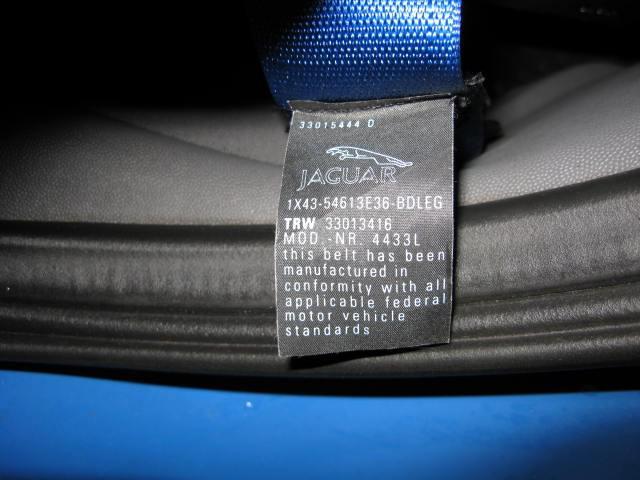 33015444 D
JAGUAR
1X43-54613E36-BDLEG
TRW 33013416
MOD.-NR. 4433L
this belt has been
manufactured in
conformity with all
applicable federal
motor vehicle
standards